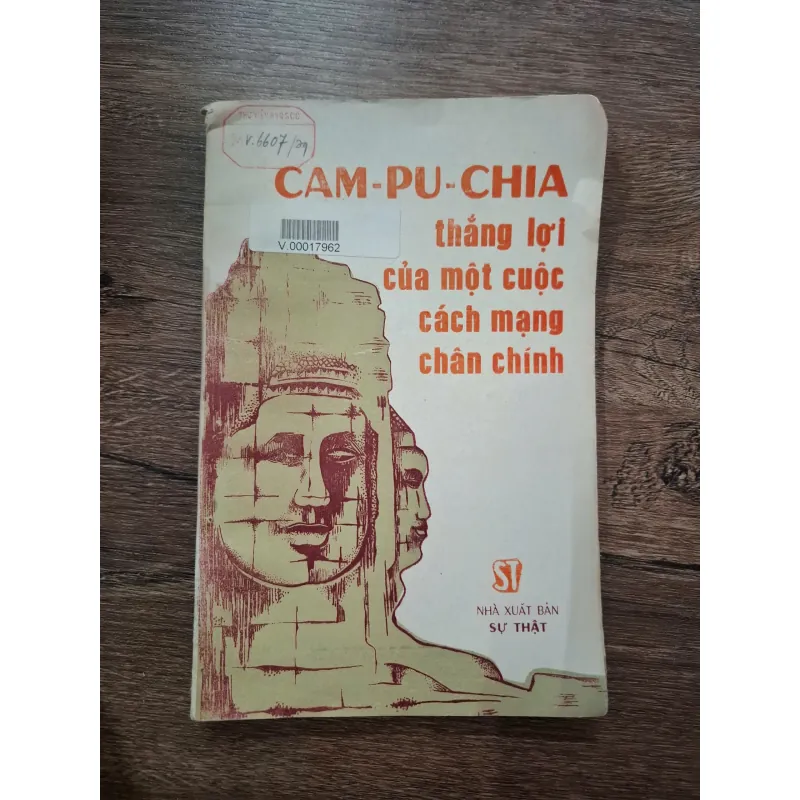 V.6607/
CAM-PU-CHIA
V.00017962
thắng lợi
của một cuộc
cách mạng
chân chính
ST
NHÀ XUẤT BẢN
SỰ THẬT